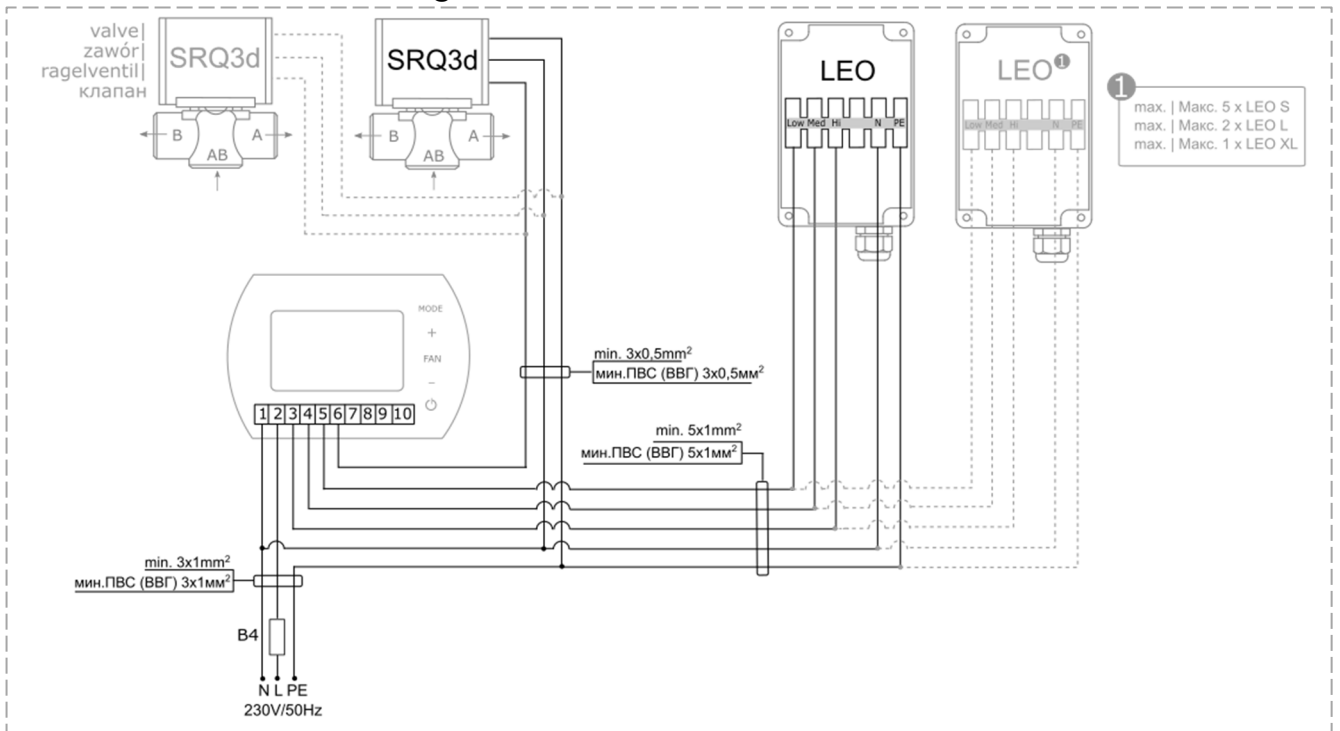 valve|
zawór|
ragelventil|
клапан
SRQ3d
B
A
AB
SRQ3d
B
A
AB
LEO
Low Med Hi N PE
LEO❶
Low Med Hi N PE
1
max. | Макс. 5 x LEO S
max. | Макс. 2 x LEO L
max. | Макс. 1 x LEO XL
MODE
+
FAN
−
1 2 3 4 5 6 7 8 9 10
min. 3x0,5mm²
мин.ПВС (ВВГ) 3x0,5мм²
min. 5x1mm²
мин.ПВС (ВВГ) 5x1мм²
min. 3x1mm²
мин.ПВС (ВВГ) 3x1мм²
B4
N L PE
230V/50Hz